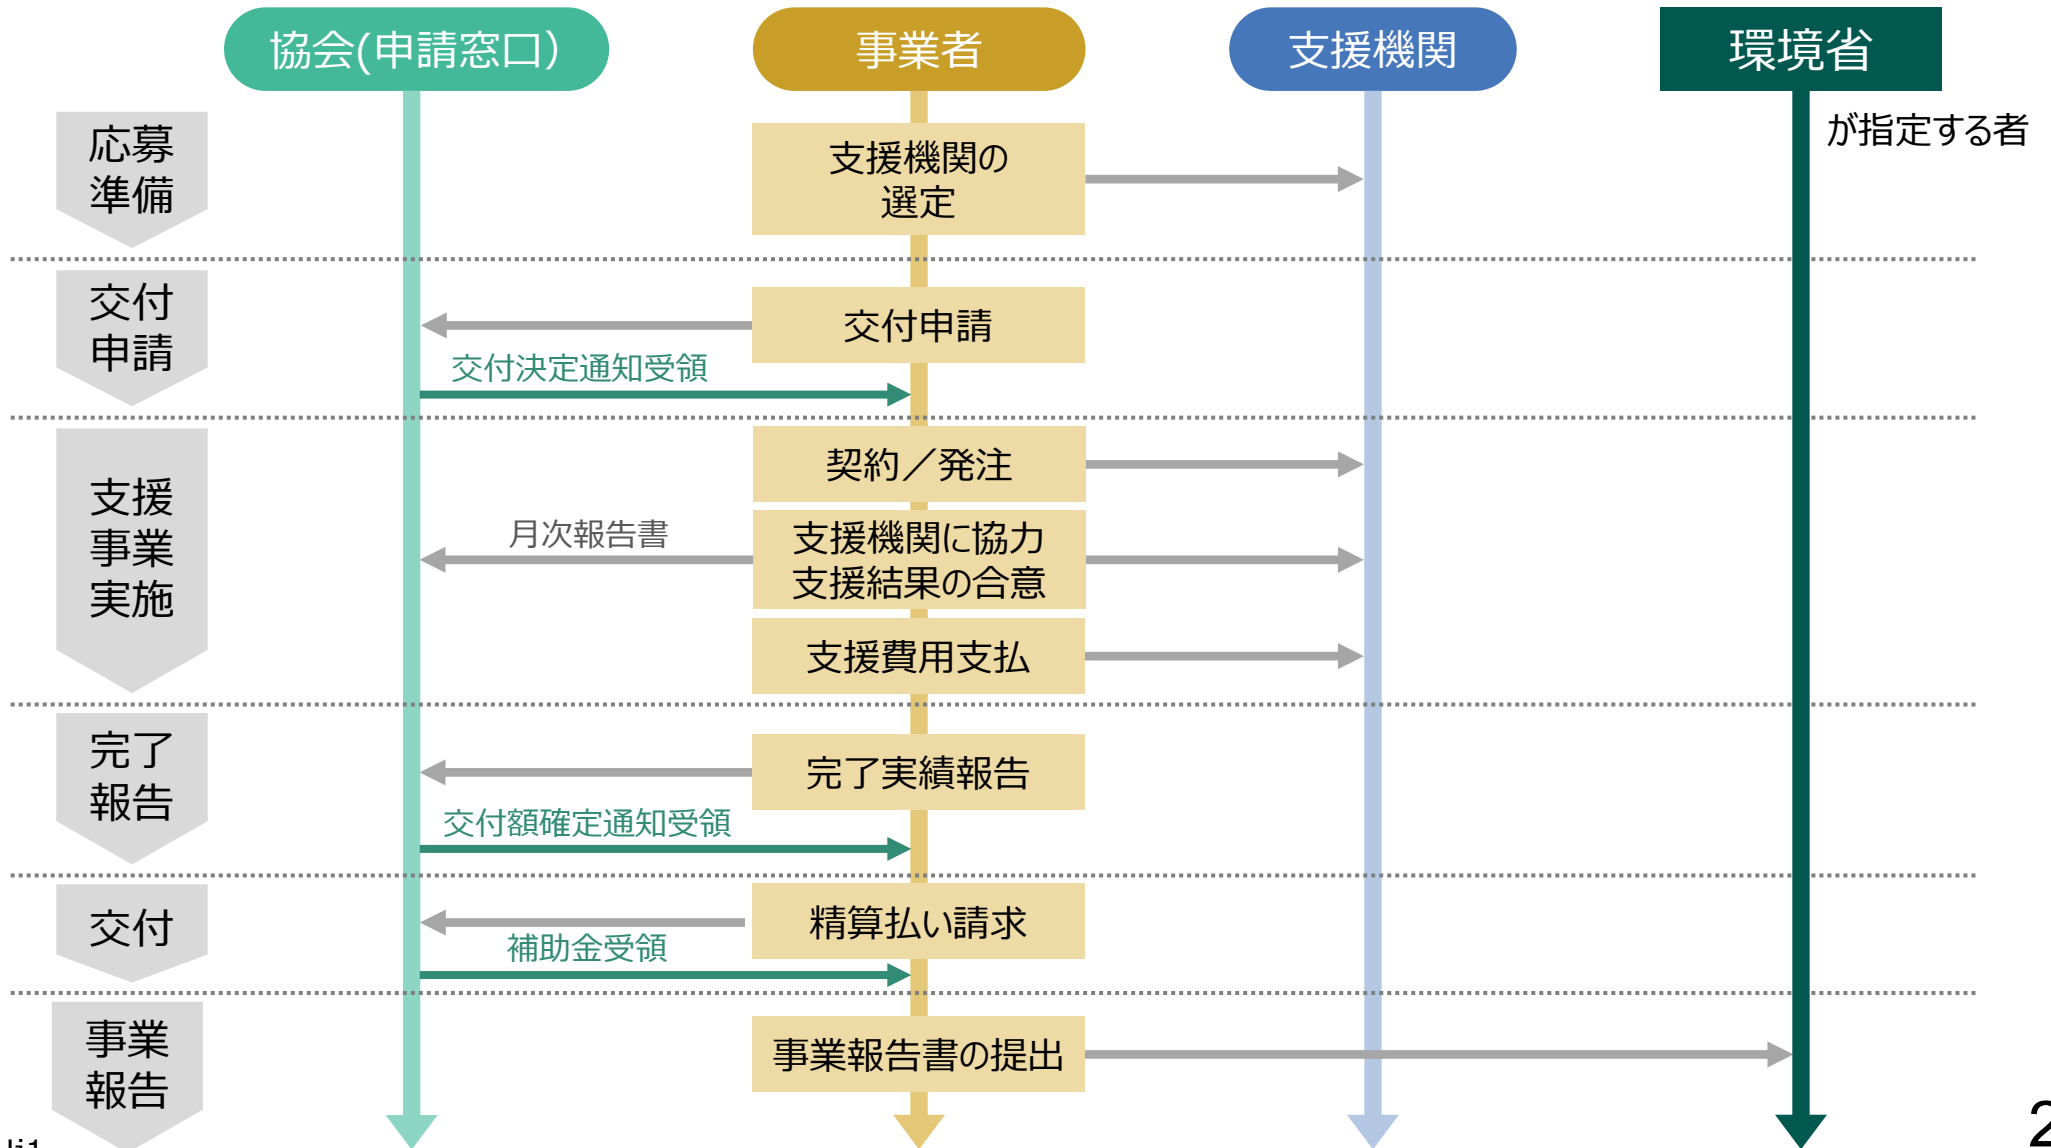 協会(申請窓口）
事業者
支援機関
環境省
が指定する者
応募
準備
支援機関の
選定
交付
申請
交付申請
交付決定通知受領
支援
事業
実施
契約／発注
月次報告書
支援機関に協力
支援結果の合意
支援費用支払
完了
報告
完了実績報告
交付額確定通知受領
交付
精算払い請求
補助金受領
事業
報告
事業報告書の提出
2